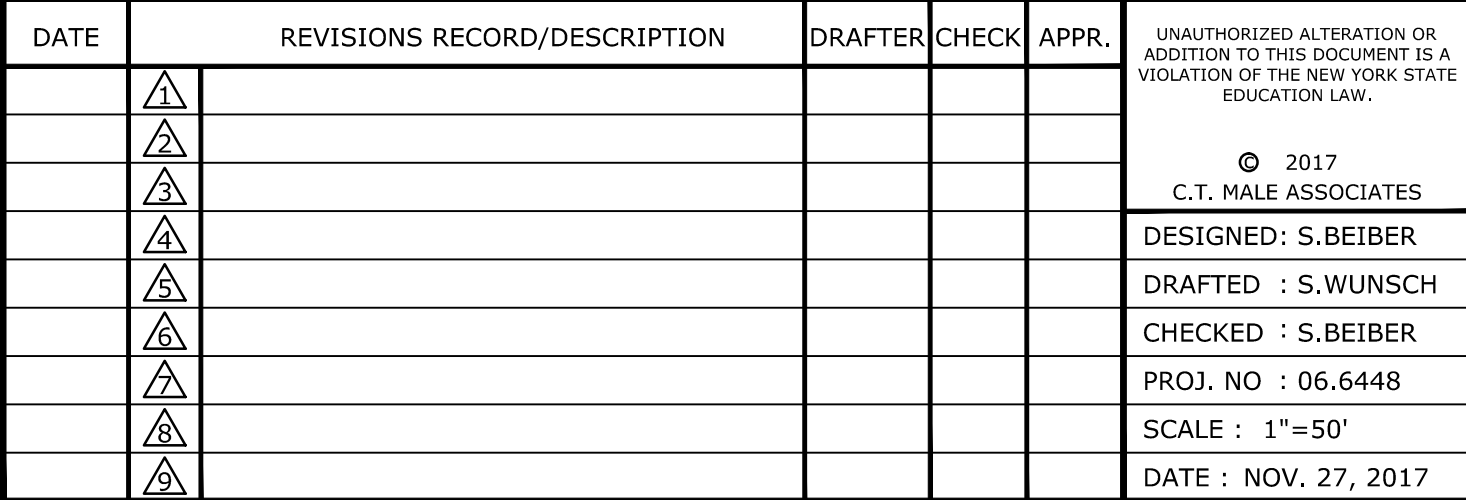 DATE REVISIONS RECORD/DESCRIPTION DRAFTER CHECK APPR.
1
2
3
4
5
6
7
8
9
UNAUTHORIZED ALTERATION OR
ADDITION TO THIS DOCUMENT IS A
VIOLATION OF THE NEW YORK STATE
EDUCATION LAW.
© 2017
C.T. MALE ASSOCIATES
DESIGNED: S.BEIBER
DRAFTED : S.WUNSCH
CHECKED : S.BEIBER
PROJ. NO : 06.6448
SCALE : 1"=50'
DATE : NOV. 27, 2017